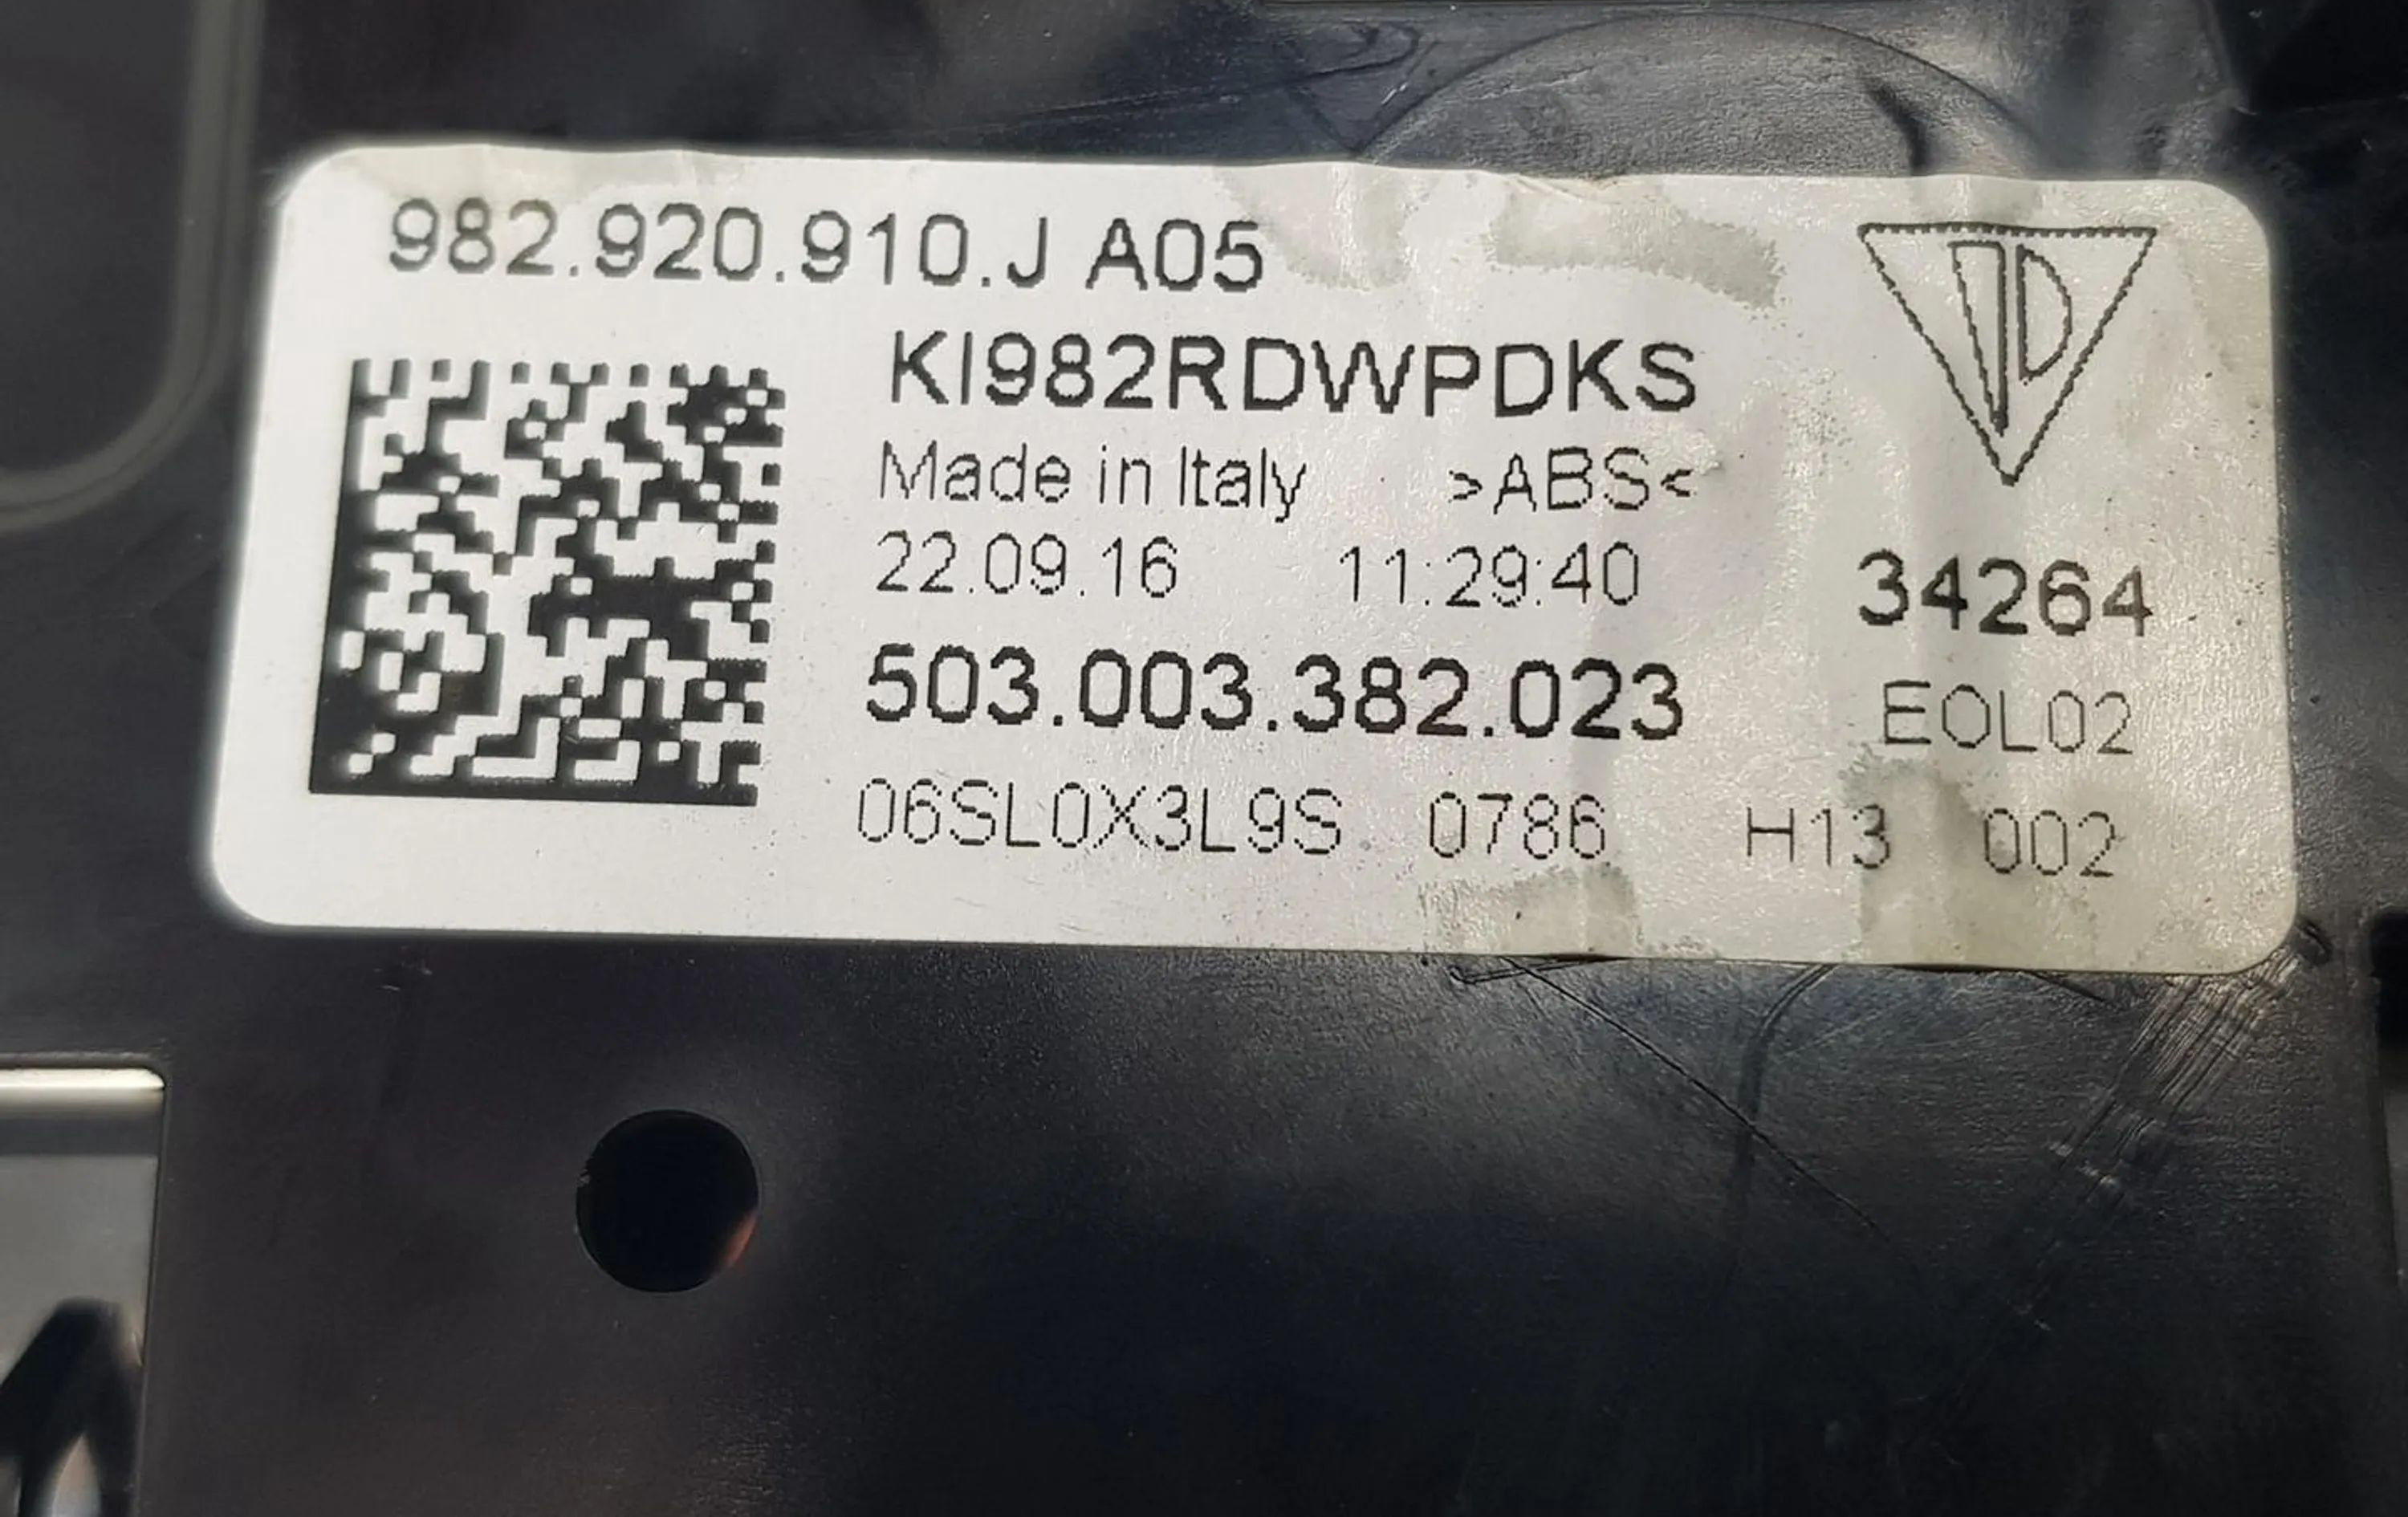 982.920.910.J A05
KI982RDWPDKS
Made in Italy >ABS<
22.09.16 11:29:40
34264
503.003.382.023
EOL02
06SL0X3L9S 0786 H13 002